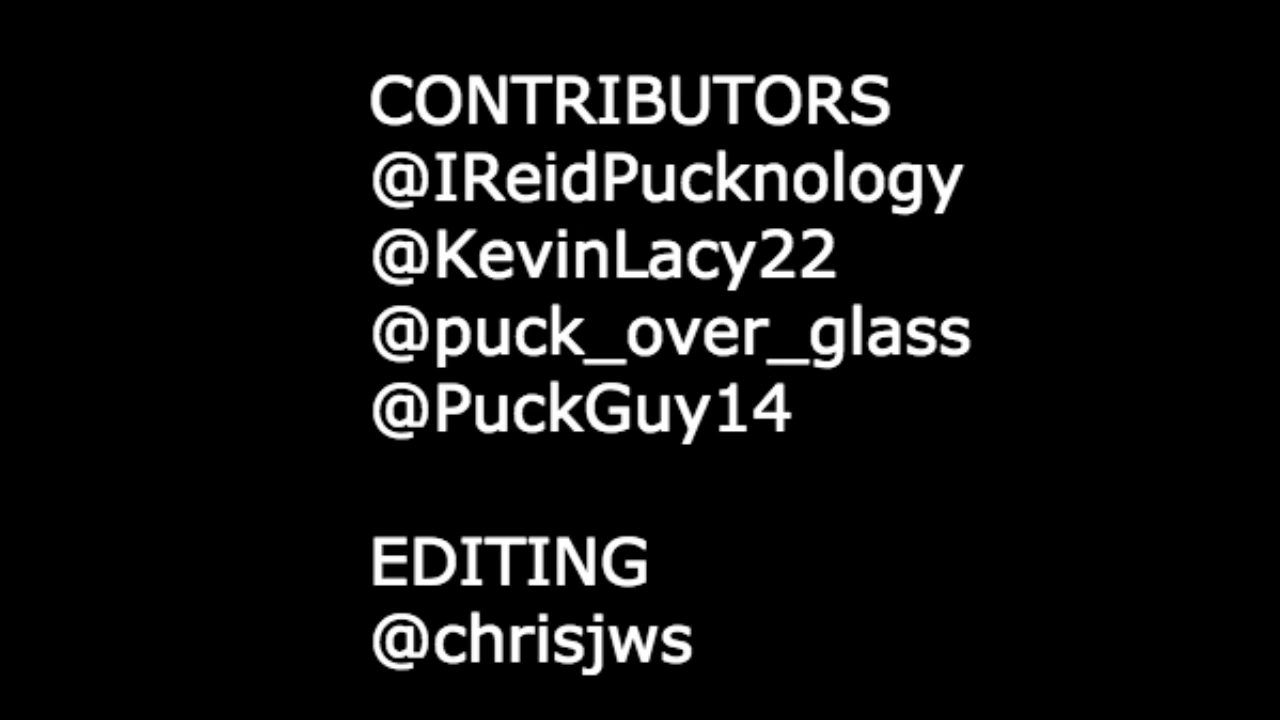 CONTRIBUTORS
@IReidPucknology
@KevinLacy22
@puck_over_glass
@PuckGuy14
EDITING
@chrisjws